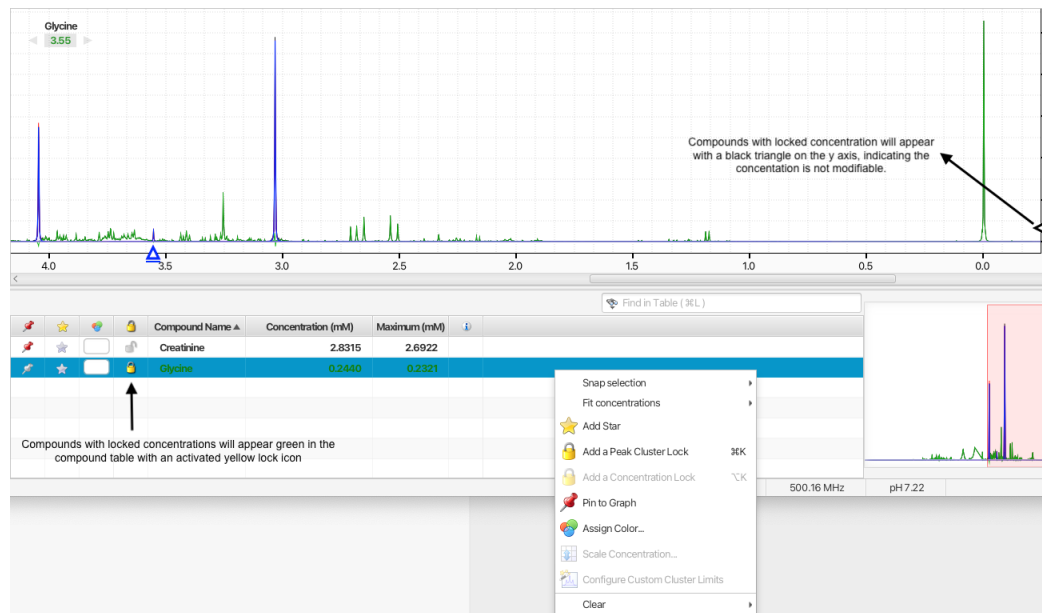 Glycine
3.55
Compounds with locked concentration will appear
with a black triangle on the y axis, indicating the
concentation is not modifiable.
4.0 3.5 3.0 2.5 2.0 1.5 1.0 0.5 0.0
Find in Table ( ⌘L )
Compound Name Concentration (mM) Maximum (mM)
Creatinine 2.8315 2.6922
Glycine 0.2440 0.2321
Compounds with locked concentrations will appear green in the
compound table with an activated yellow lock icon
Snap selection
Fit concentrations
Add Star
Add a Peak Cluster Lock ⌘K
Add a Concentration Lock ⌥K
Pin to Graph
Assign Color...
Scale Concentration...
Configure Custom Cluster Limits
Clear
500.16 MHz pH 7.22